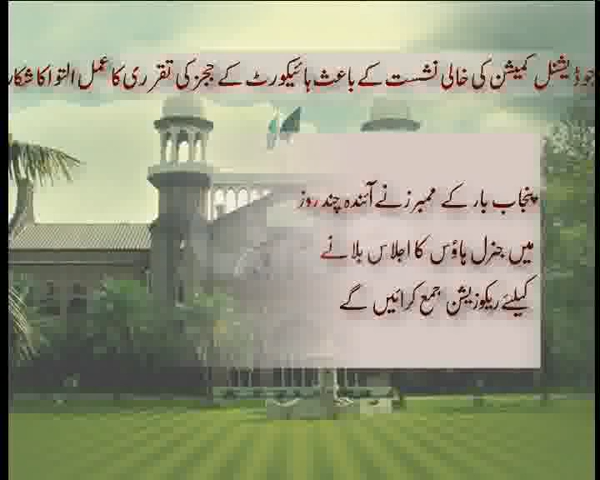 جوڈیشنل کمیشن کی خالی نشست کے باعث ہائیکورٹ کے ججز کی تقرری کا عمل التوا کا شکار
پنجاب بار کے ممبرز نے آئندہ چند روز
میں جنرل ہاؤس کا اجلاس بلانے
کیلئے ریکوزیشن جمع کرائیں گے